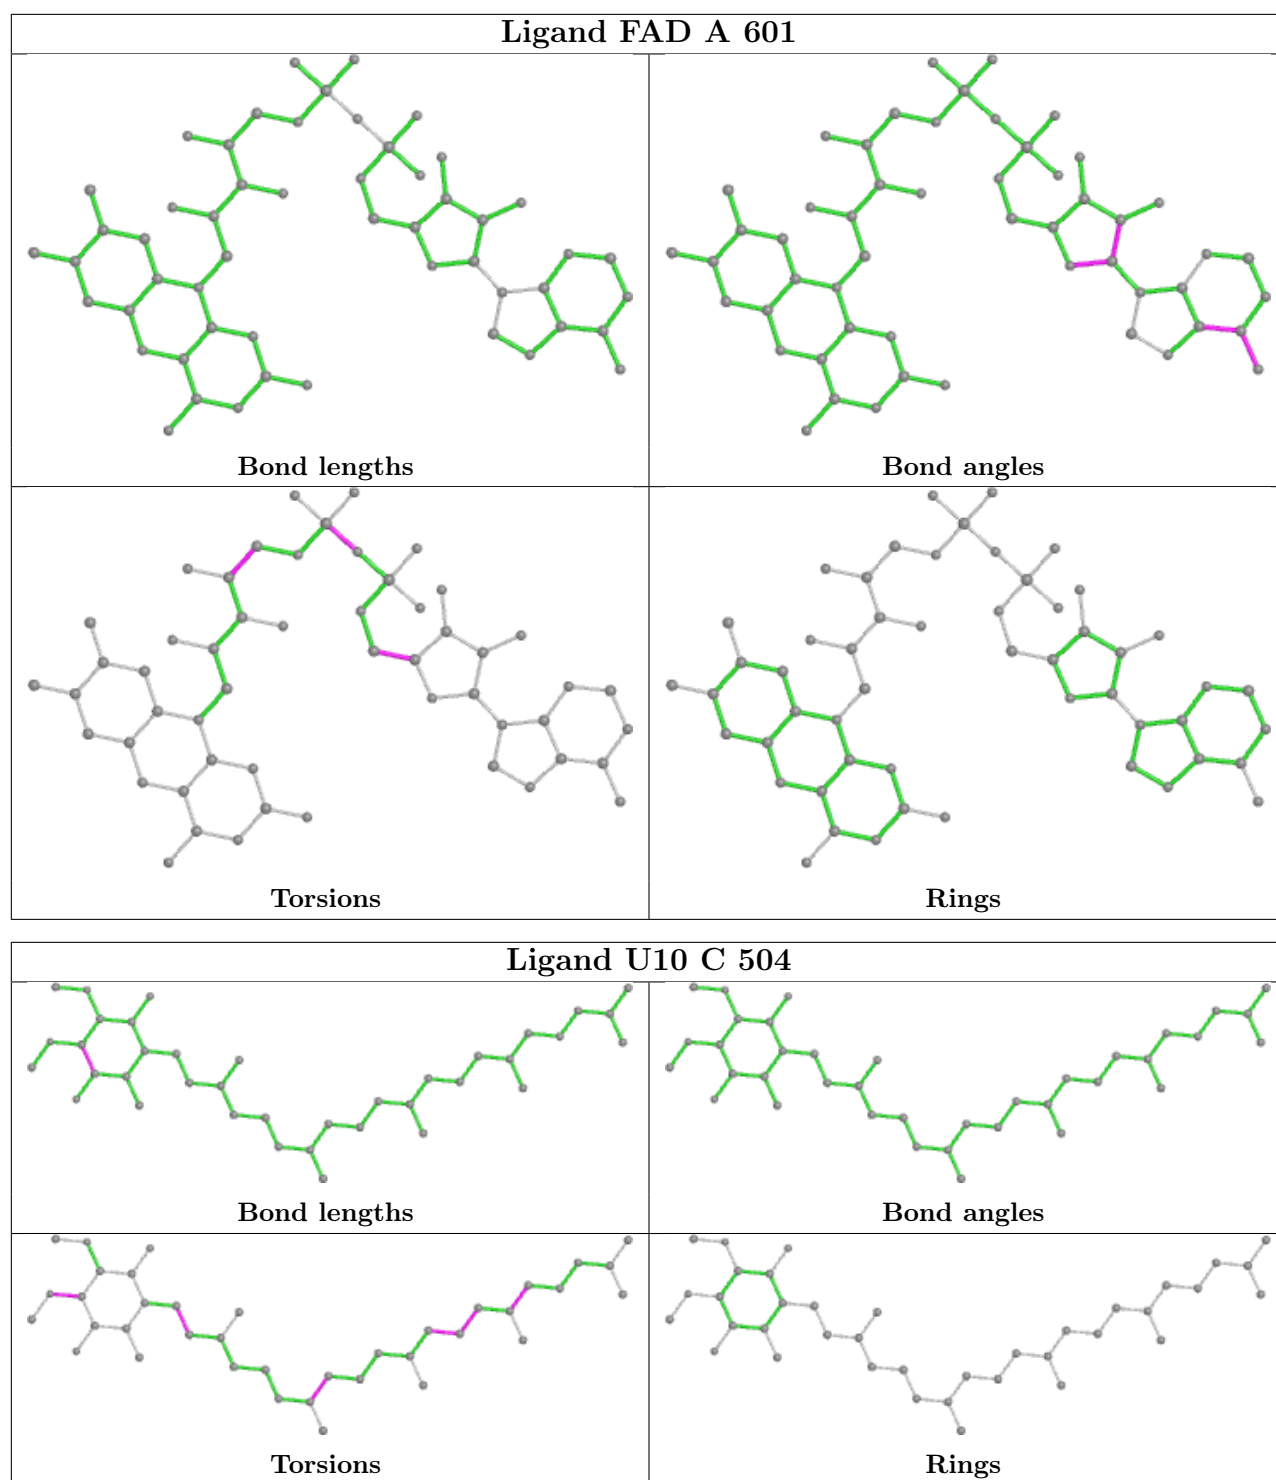 Ligand FAD A 601
Bond lengths
Bond angles
Torsions
Rings
Ligand U10 C 504
Bond lengths
Bond angles
Torsions
Rings